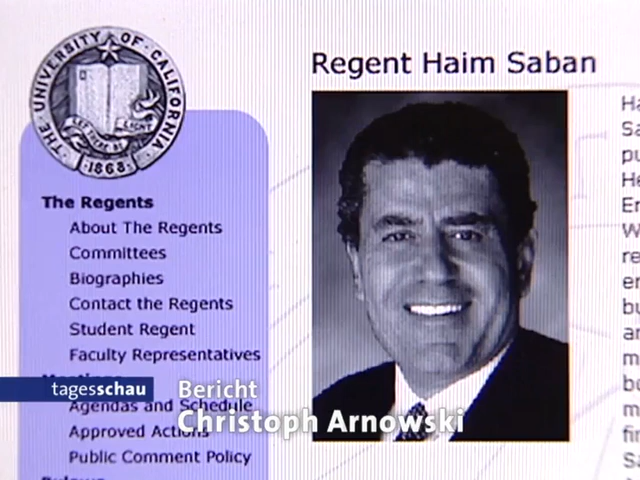 THE UNIVERSITY OF CALIFORNIA
LET THERE BE LIGHT
1868
Regent Haim Saban
The Regents
About The Regents
Committees
Biographies
Contact the Regents
Student Regent
Faculty Representatives
Agendas and Schedule
Approved Actions
Public Comment Policy
tagesschau
Bericht
Christoph Arnowski